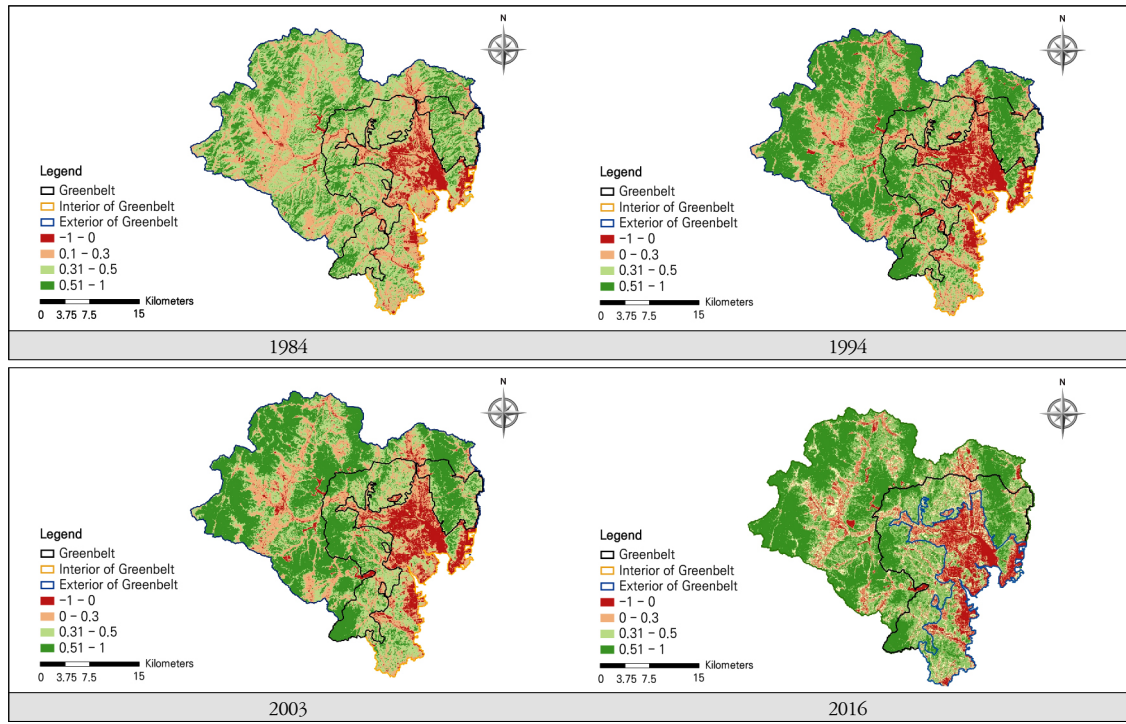 N
Legend
Greenbelt
Interior of Greenbelt
Exterior of Greenbelt
−1 − 0
0.1 − 0.3
0.31 − 0.5
0.51 − 1
Kilometers
0 3.75 7.5 15
1984
N
Legend
Greenbelt
Interior of Greenbelt
Exterior of Greenbelt
−1 − 0
0 − 0.3
0.31 − 0.5
0.51 − 1
Kilometers
0 3.75 7.5 15
1994
N
Legend
Greenbelt
Interior of Greenbelt
Exterior of Greenbelt
−1 − 0
0 − 0.3
0.31 − 0.5
0.51 − 1
Kilometers
0 3.75 7.5 15
2003
N
Legend
Greenbelt
Interior of Greenbelt
Exterior of Greenbelt
−1 − 0
0 − 0.3
0.31 − 0.5
0.51 − 1
Kilometers
0 3.75 7.5 15
2016